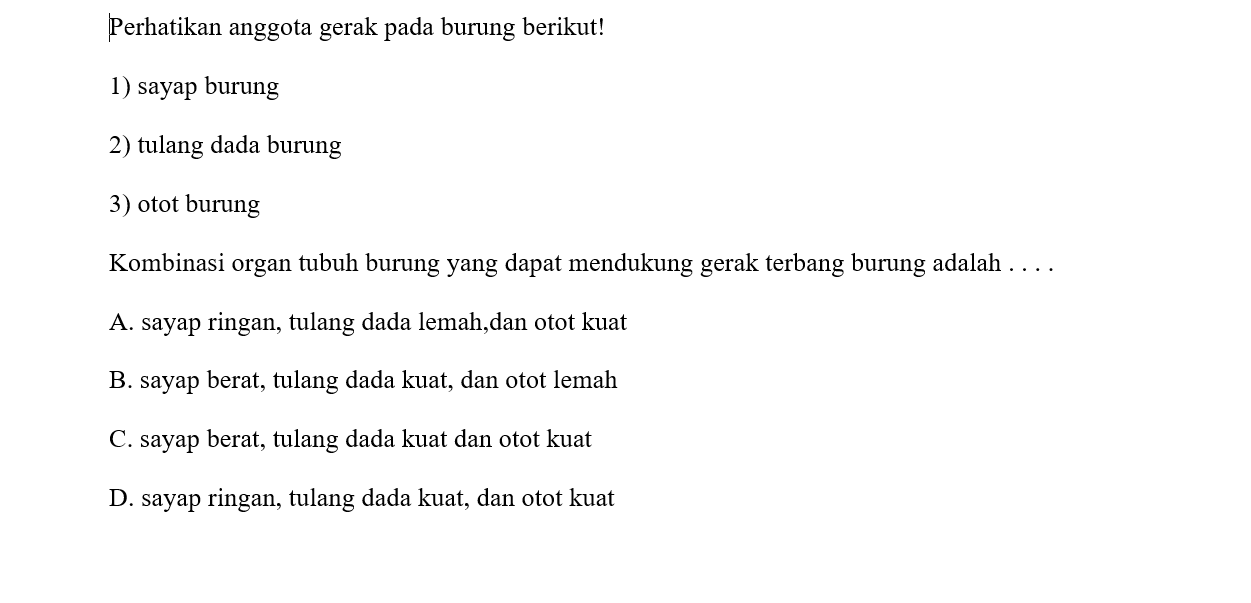 Perhatikan anggota gerak pada burung berikut!
1) sayap burung
2) tulang dada burung
3) otot burung
Kombinasi organ tubuh burung yang dapat mendukung gerak terbang burung adalah . . . .
A. sayap ringan, tulang dada lemah,dan otot kuat
B. sayap berat, tulang dada kuat, dan otot lemah
C. sayap berat, tulang dada kuat dan otot kuat
D. sayap ringan, tulang dada kuat, dan otot kuat